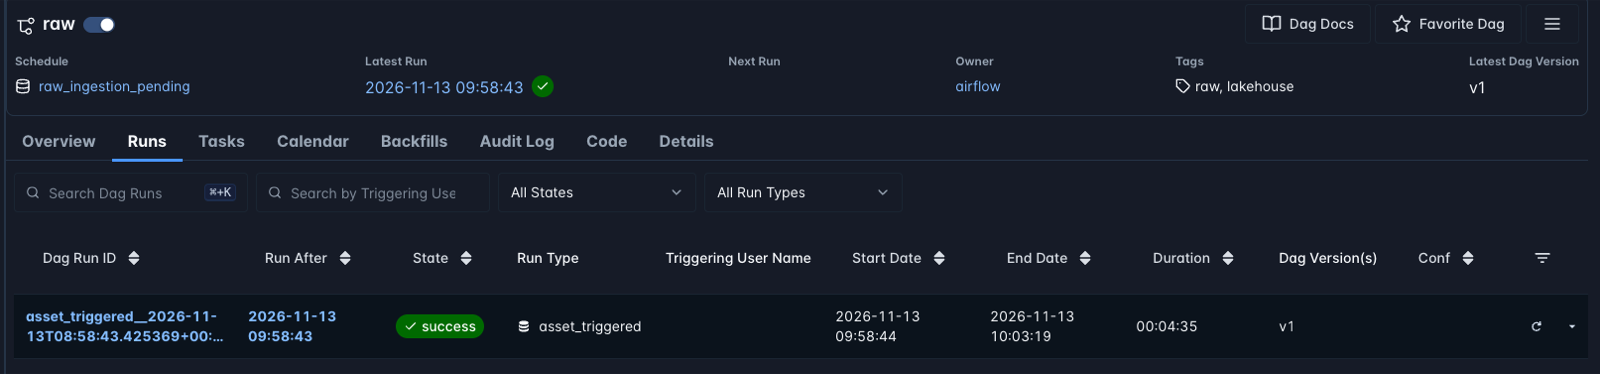 raw
Dag Docs
Favorite Dag
Schedule
Latest Run
Next Run
Owner
Tags
Latest Dag Version
raw_ingestion_pending
2026-11-13 09:58:43
airflow
raw, lakehouse
v1
Overview
Runs
Tasks
Calendar
Backfills
Audit Log
Code
Details
Search Dag Runs
⌘+K
Search by Triggering Use
All States
All Run Types
Dag Run ID
Run After
State
Run Type
Triggering User Name
Start Date
End Date
Duration
Dag Version(s)
Conf
asset_triggered__2026-11-
13T08:58:43.425369+00:...
2026-11-13
09:58:43
success
asset_triggered
2026-11-13
09:58:44
2026-11-13
10:03:19
00:04:35
v1